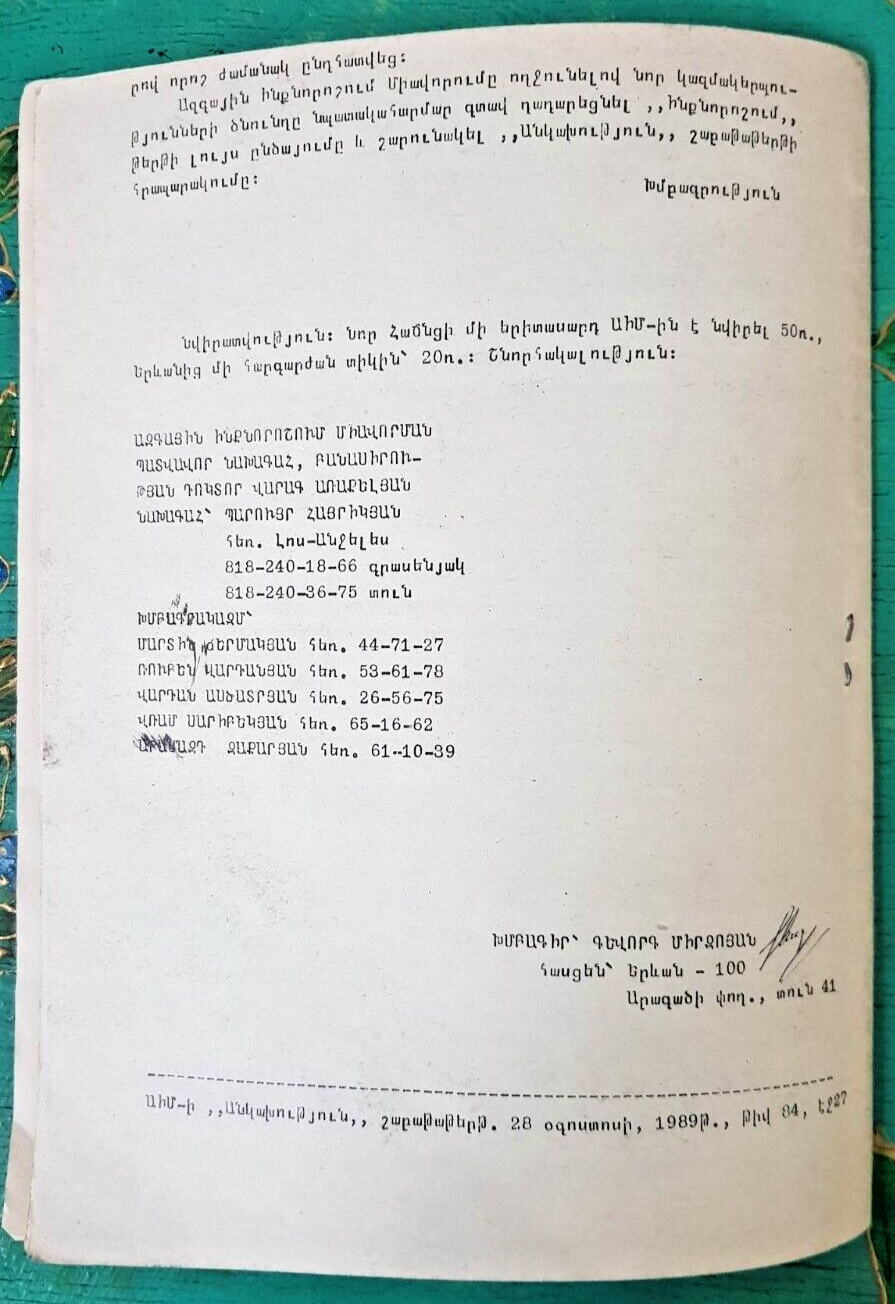 րով որոշ ժամանակ ընդհատվեց:
Ազգային ինքնորոշում միավորումը ողջունելով նոր կազմակերպու-
թյունների ծնունդը նպատակահարմար գտավ դադարեցնել ,,ինքնորոշում,,
թերթի լույս ընծայումը և շարունակել ,,Անկախություն,, շաբաթաթերթի
հրապարակումը:
Խմբագրություն
Նվիրատվություն: Նոր Հաճնցի մի երիտասարդ ԱԻՄ-ին է նվիրել 50ռ.,
Երևանից մի հարգարժան տիկին՝ 20ռ.: Շնորհակալություն:
ԱԶԳԱՅԻՆ ԻՆՔՆՈՐՈՇՈՒՄ ՄԻԱՎՈՐՄԱՆ
ՊԱՏՎԱՎՈՐ ՆԱԽԱԳԱՀ, ԲԱՆԱՍԻՐՈՒ-
ԹՅԱՆ ԴՈԿՏՈՐ ՎԱՐԱԳ ԱՌԱՔԵԼՅԱՆ
ՆԱԽԱԳԱՀ՝ ՊԱՐՈՒՅՐ ՀԱՅՐԻԿՅԱՆ
հեռ. Լոս-Անջելես
818-240-18-66 գրասենյակ
818-240-36-75 տուն
ԽՄԲԱԳՐԱԿԱԶՄ՝
ՄԱՐՏԻՆ ՃԵՐՄԱԿՅԱՆ հեռ. 44-71-27
ՌՈՒԲԵՆ ՎԱՐԴԱՆՅԱՆ հեռ. 53-61-78
ՎԱՐԴԱՆ ԱՍԾԱՏՐՅԱՆ հեռ. 26-56-75
ՎՌԱՄ ՍԱՐԻԲԵԿՅԱՆ հեռ. 65-16-62
ԶԱՔԱՐՅԱՆ հեռ. 61-10-39
ԽՄԲԱԳԻՐ՝ ԳԵՎՈՐԳ ՄԻՐԶՈՅԱՆ
հասցեն՝ Երևան - 100
Արագածի փող., տուն 41
ԱԻՄ-ի ,,Անկախություն,, շաբաթաթերթ. 28 օգոստոսի, 1989թ., թիվ 84, էջ27